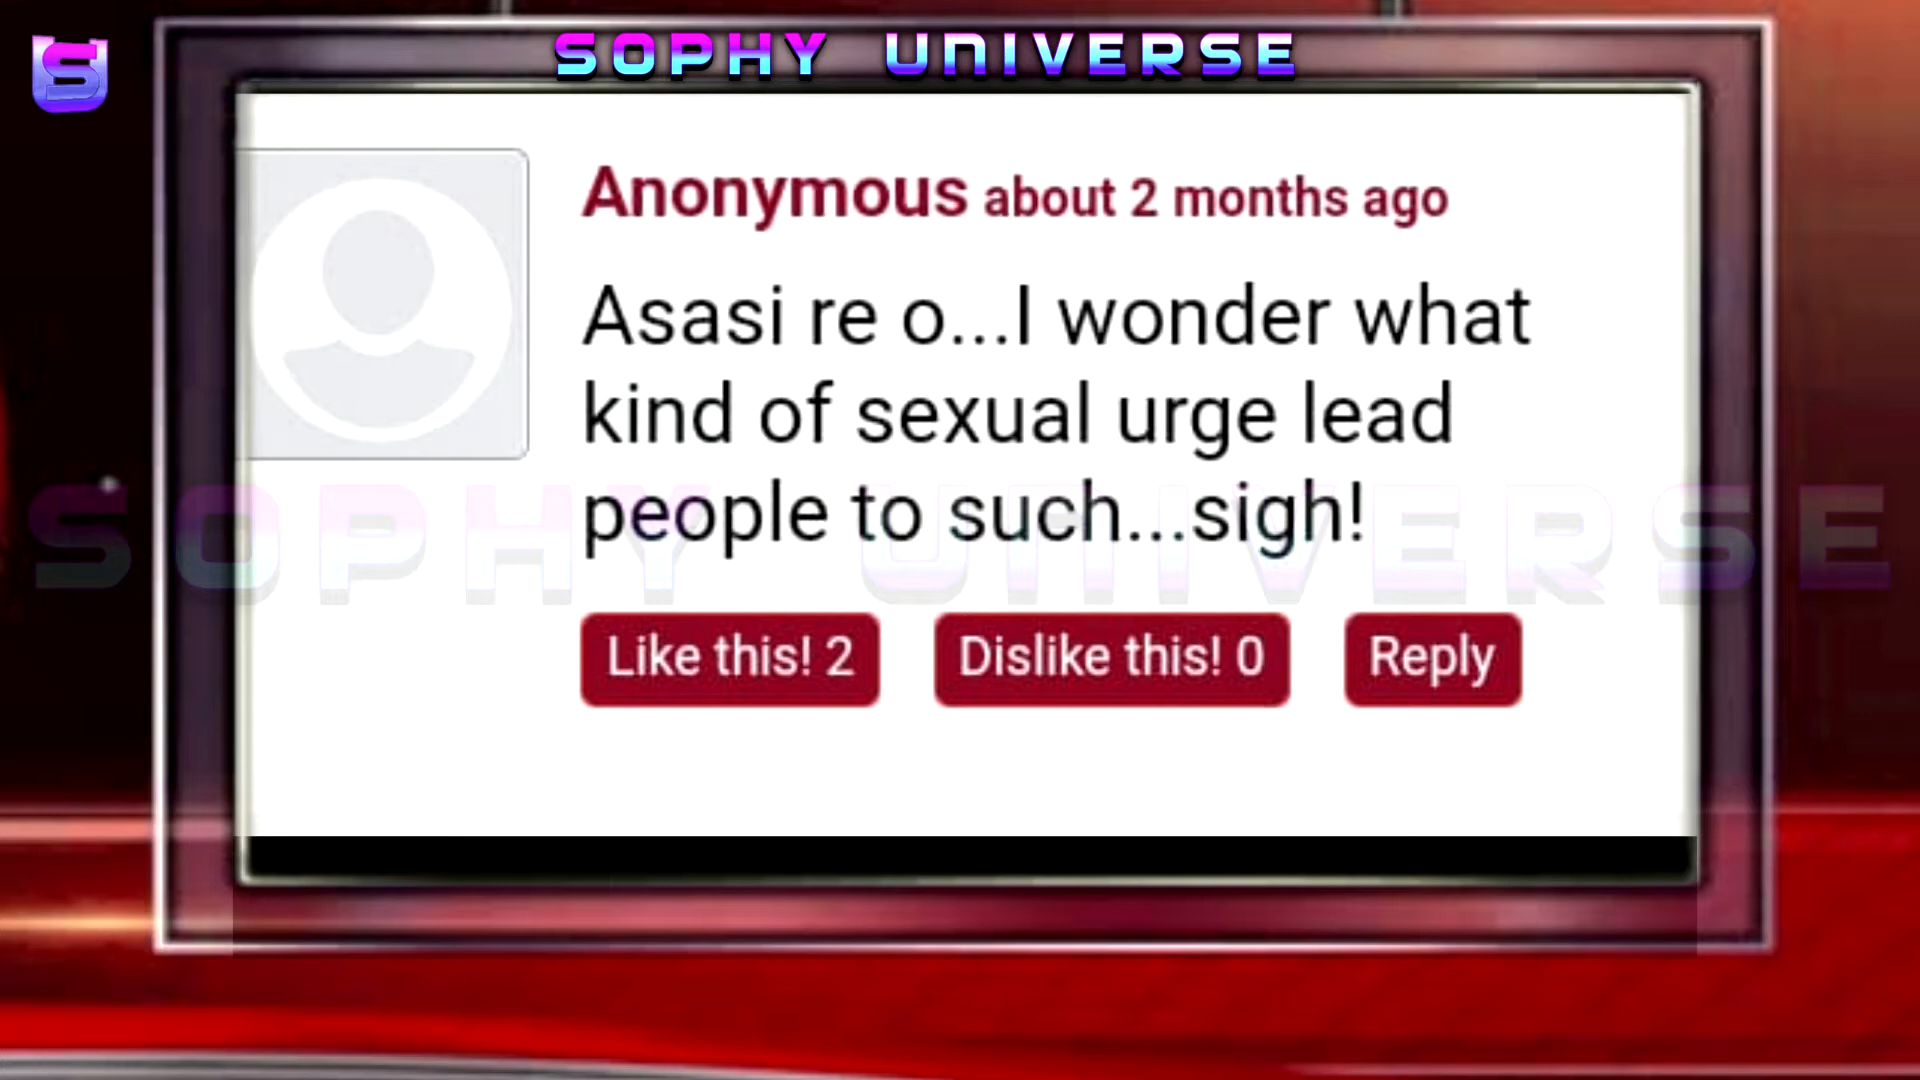 S
SOPHY UNIVERSE
Anonymous about 2 months ago
Asasi re o...I wonder what
kind of sexual urge lead
people to such...sigh!
SOPHY UNIVERSE
Like this! 2 Dislike this! 0 Reply